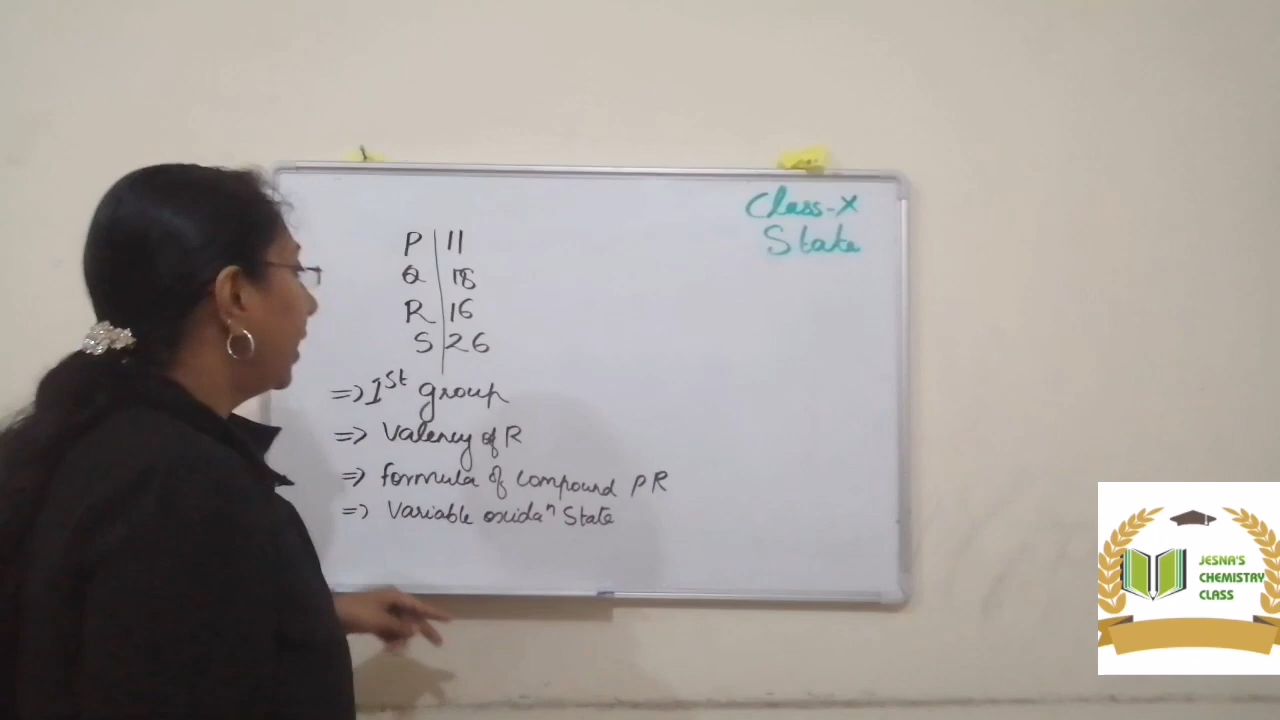 Class-X
State
P | 11
Q | 18
R | 16
S | 26
=> 1st group
=> Valency of R
=> formula of compound PR
=> Variable oxidaⁿ State
JESNA'S
CHEMISTRY
CLASS